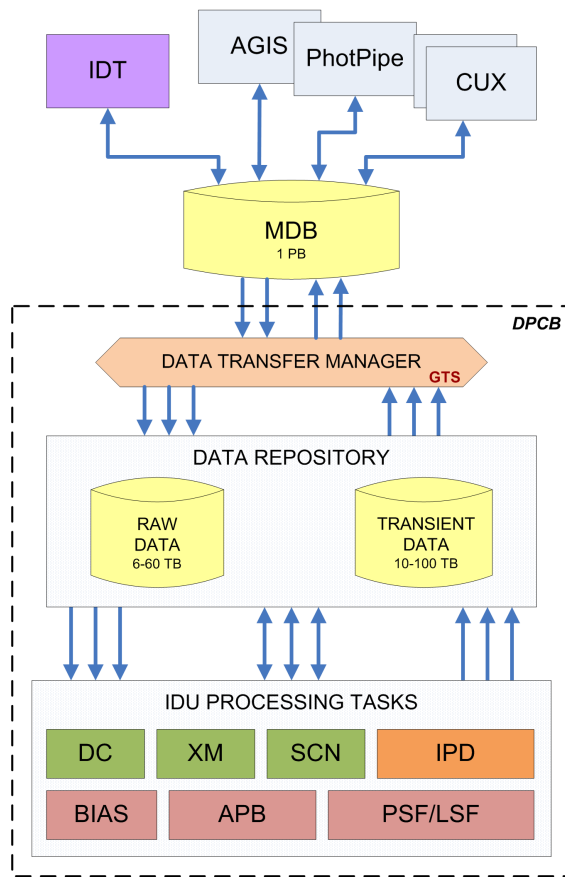 IDT
AGIS
PhotPipe
CUX
MDB
1 PB
DPCB
DATA TRANSFER MANAGER
GTS
DATA REPOSITORY
RAW
DATA
6-60 TB
TRANSIENT
DATA
10-100 TB
IDU PROCESSING TASKS
DC
XM
SCN
IPD
BIAS
APB
PSF/LSF